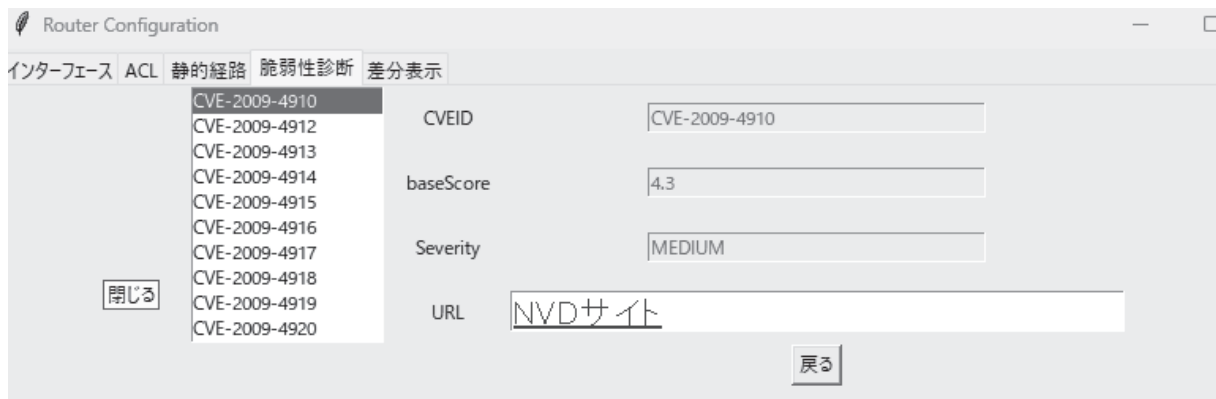 Router Configuration
インターフェース ACL 静的経路 脆弱性診断 差分表示
CVE-2009-4910
CVE-2009-4912
CVE-2009-4913
CVE-2009-4914
CVE-2009-4915
CVE-2009-4916
CVE-2009-4917
CVE-2009-4918
CVE-2009-4919
CVE-2009-4920
閉じる
CVEID CVE-2009-4910
baseScore 4.3
Severity MEDIUM
URL NVDサイト
戻る